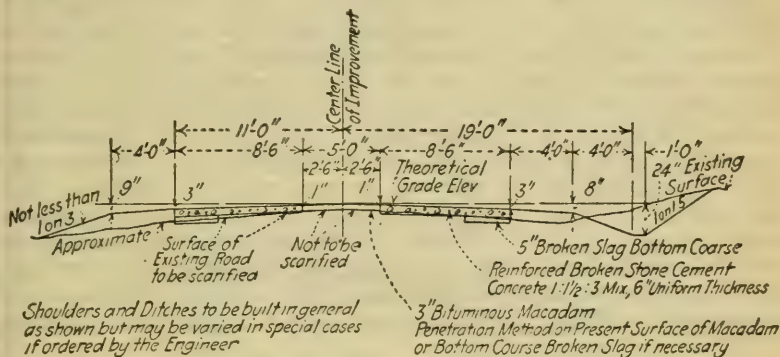 Center Line
of Improvement
11'-0"
19'-0"
4'-0"
8'-6"
5'-0"
8'-6"
4'-0"
4'-0"
1'-0"
2'-6"
2'-6"
Theoretical
Grade Elev
24" Existing
Surface
9"
3"
1"
1"
3"
8"
Not less than
1 on 3
1 on 1.5
Approximate
Surface of
Existing Road
to be scarified
Not to be
scarified
5" Broken Slag Bottom Coarse
Reinforced Broken Stone Cement
Concrete 1:1½:3 Mix, 6" Uniform Thickness
Shoulders and Ditches to be built in general
as shown but may be varied in special cases
if ordered by the Engineer
3" Bituminous Macadam
Penetration Method on Present Surface of Macadam
or Bottom Course Broken Slag if necessary